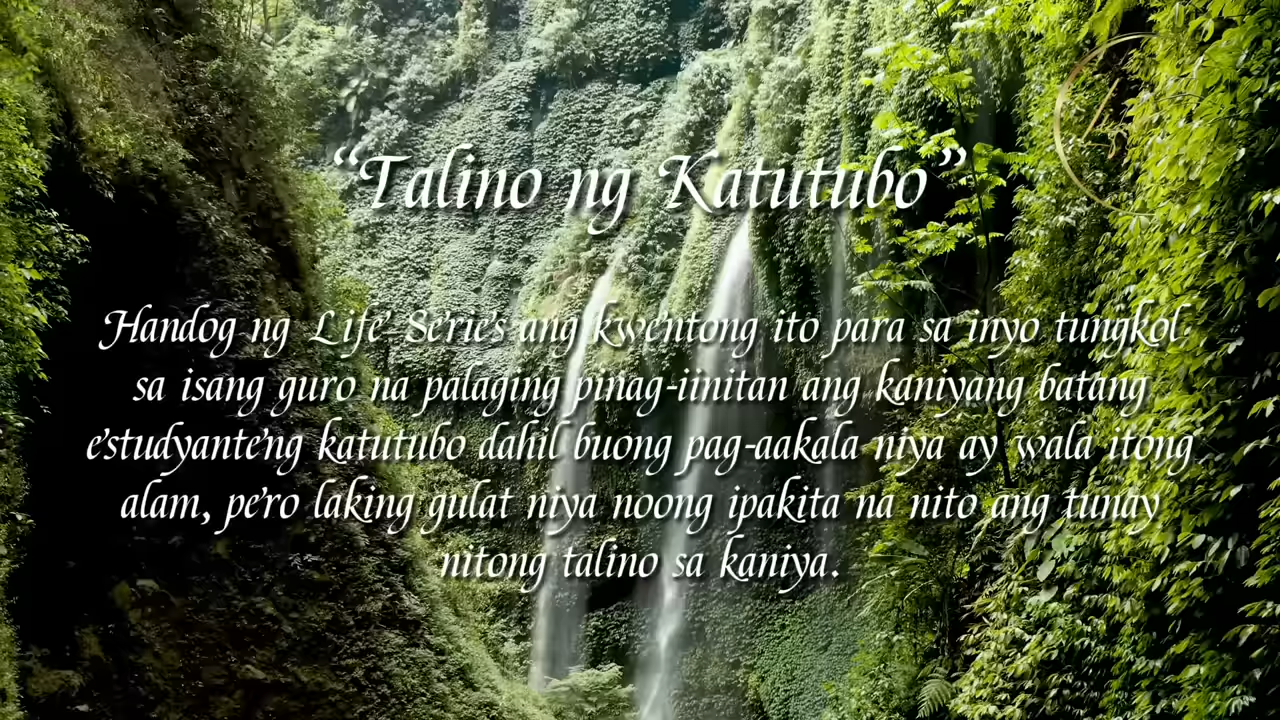 “Talino ng Katutubo”
Handog ng Life Series ang kwentong ito para sa inyo tungkol
sa isang guro na palaging pinag-iinitan ang kaniyang batang
estudyanteng katutubo dahil buong pag-aakala niya ay wala itong
alam, pero laking gulat niya noong ipakita na nito ang tunay
nitong talino sa kaniya.